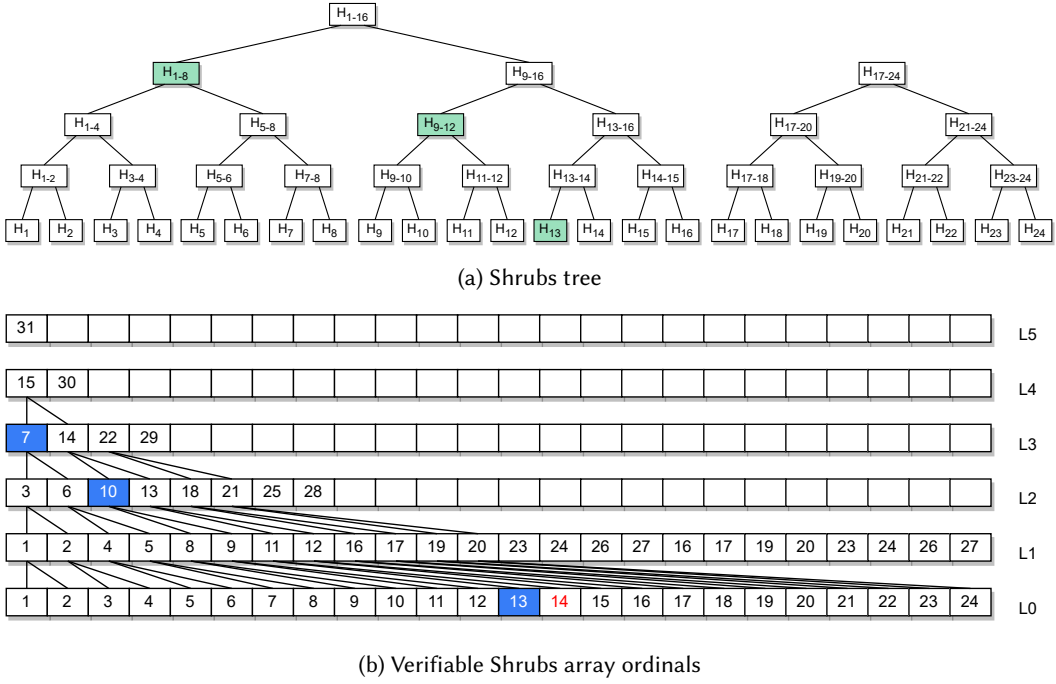 H1-16
H1-8 H9-16 H17-24
H1-4 H5-8 H9-12 H13-16 H17-20 H21-24
H1-2 H3-4 H5-6 H7-8 H9-10 H11-12 H13-14 H14-15 H17-18 H19-20 H21-22 H23-24
H1 H2 H3 H4 H5 H6 H7 H8 H9 H10 H11 H12 H13 H14 H15 H16 H17 H18 H19 H20 H21 H22 H23 H24
(a) Shrubs tree
31 L5
15 30 L4
7 14 22 29 L3
3 6 10 13 18 21 25 28 L2
1 2 4 5 8 9 11 12 16 17 19 20 23 24 26 27 16 17 19 20 23 24 26 27 L1
1 2 3 4 5 6 7 8 9 10 11 12 13 14 15 16 17 18 19 20 21 22 23 24 L0
(b) Verifiable Shrubs array ordinals